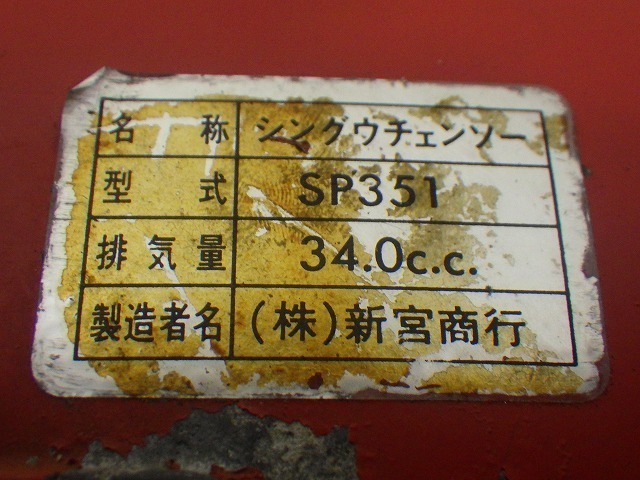 名称 シングウチェンソー
型式 SP351
排気量 34.0c.c.
製造者名 (株)新宮商行